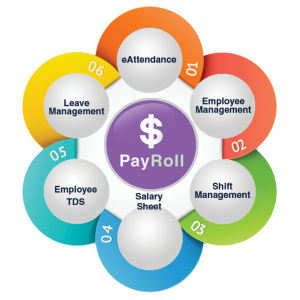 eAttendance
01
Employee
Management
02
Shift
Management
03
Salary
Sheet
04
Employee
TDS
05
Leave
Management
06
$
PayRoll